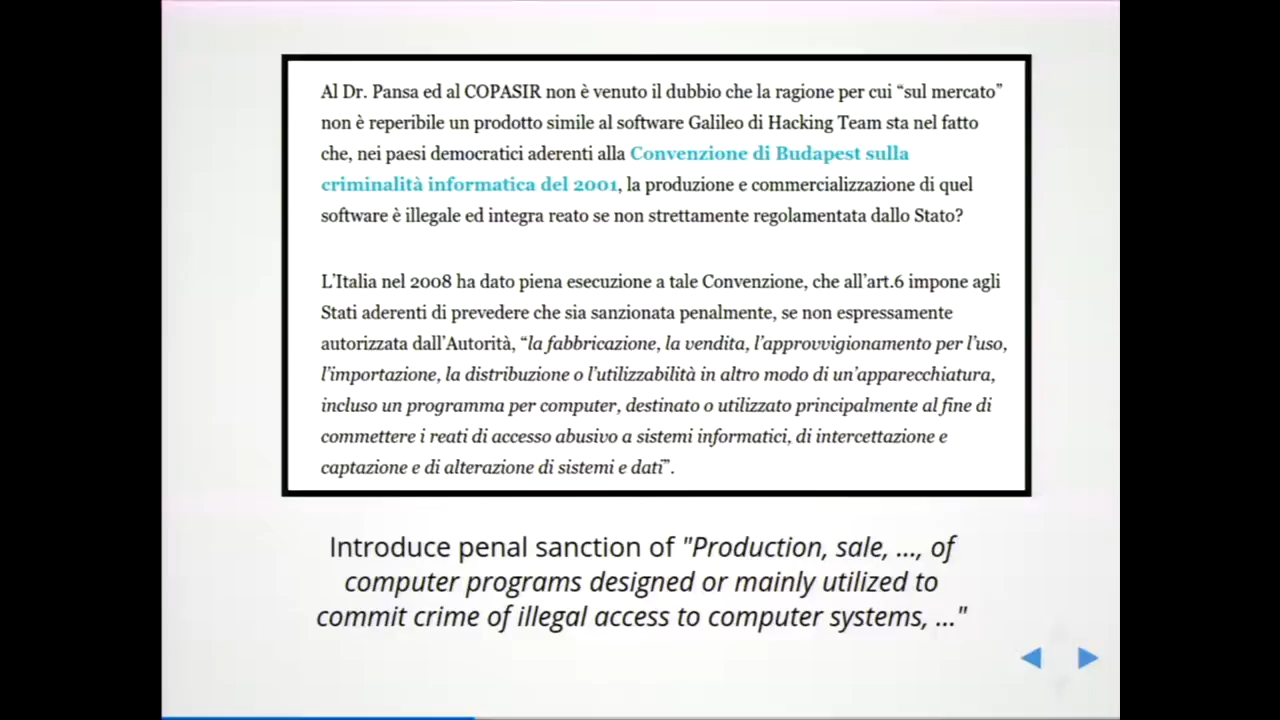 Al Dr. Pansa ed al COPASIR non è venuto il dubbio che la ragione per cui “sul mercato”
non è reperibile un prodotto simile al software Galileo di Hacking Team sta nel fatto
che, nei paesi democratici aderenti alla Convenzione di Budapest sulla
criminalità informatica del 2001, la produzione e commercializzazione di quel
software è illegale ed integra reato se non strettamente regolamentata dallo Stato?
L’Italia nel 2008 ha dato piena esecuzione a tale Convenzione, che all’art.6 impone agli
Stati aderenti di prevedere che sia sanzionata penalmente, se non espressamente
autorizzata dall’Autorità, “la fabbricazione, la vendita, l’approvvigionamento per l’uso,
l’importazione, la distribuzione o l’utilizzabilità in altro modo di un’apparecchiatura,
incluso un programma per computer, destinato o utilizzato principalmente al fine di
commettere i reati di accesso abusivo a sistemi informatici, di intercettazione e
captazione e di alterazione di sistemi e dati”.
Introduce penal sanction of "Production, sale, ..., of
computer programs designed or mainly utilized to
commit crime of illegal access to computer systems, ..."